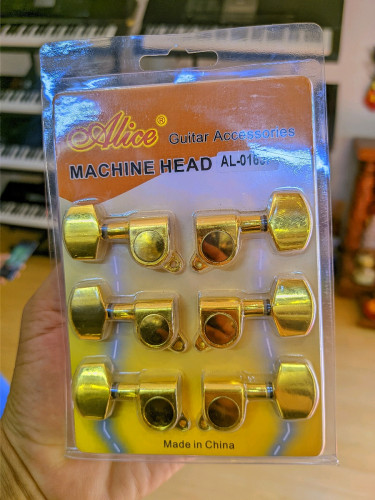 Alice®
Guitar Accessories
MACHINE HEAD
Made in China